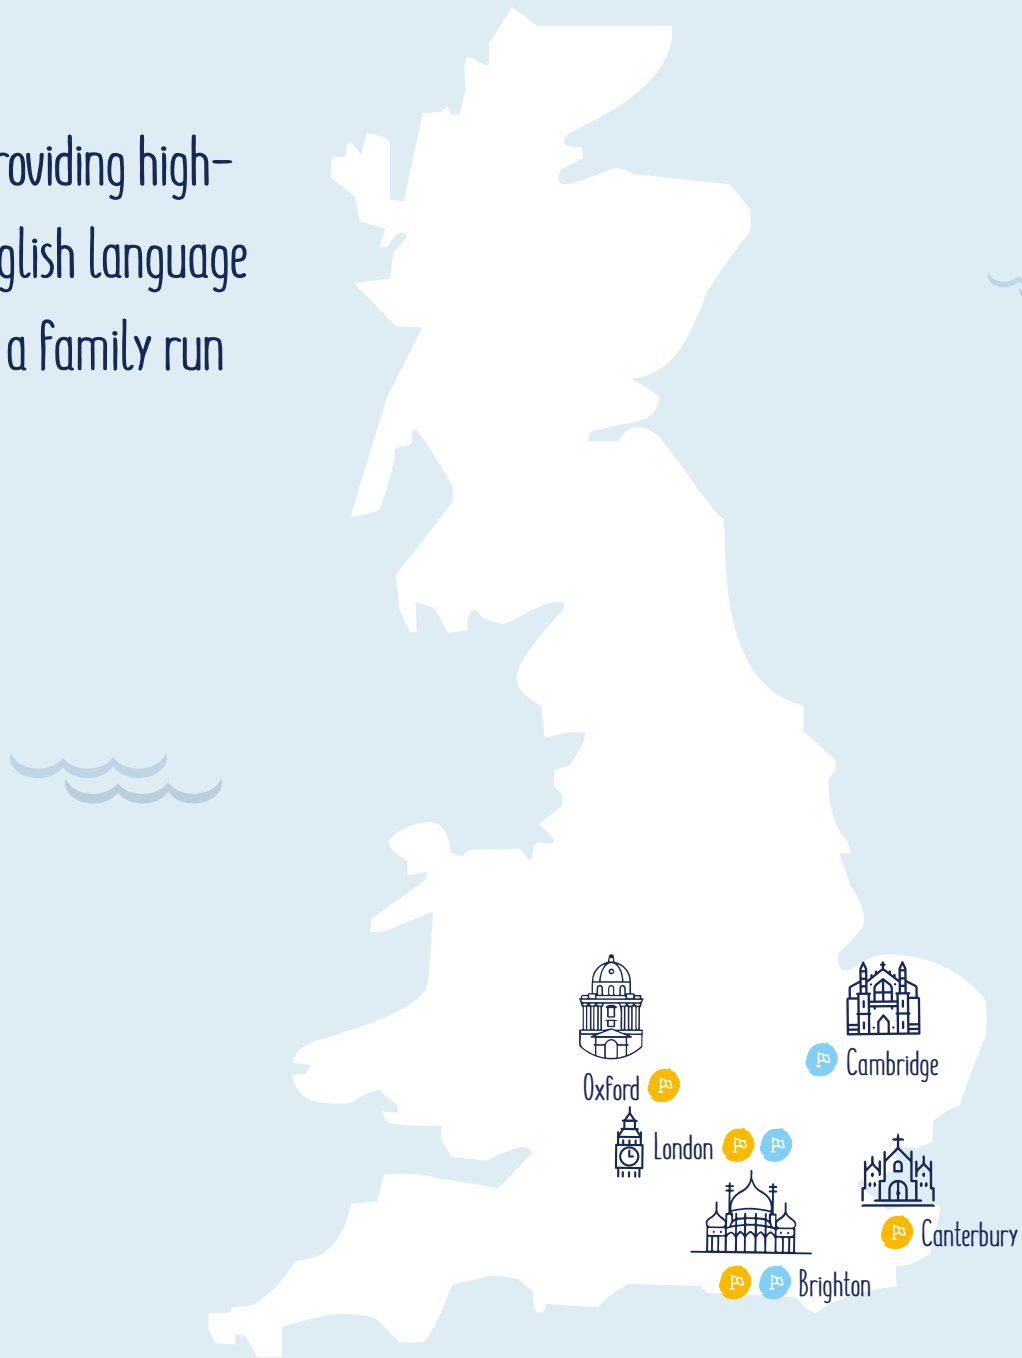 roviding high-
glish language
a family run
Oxford
Cambridge
London
Canterbury
Brighton